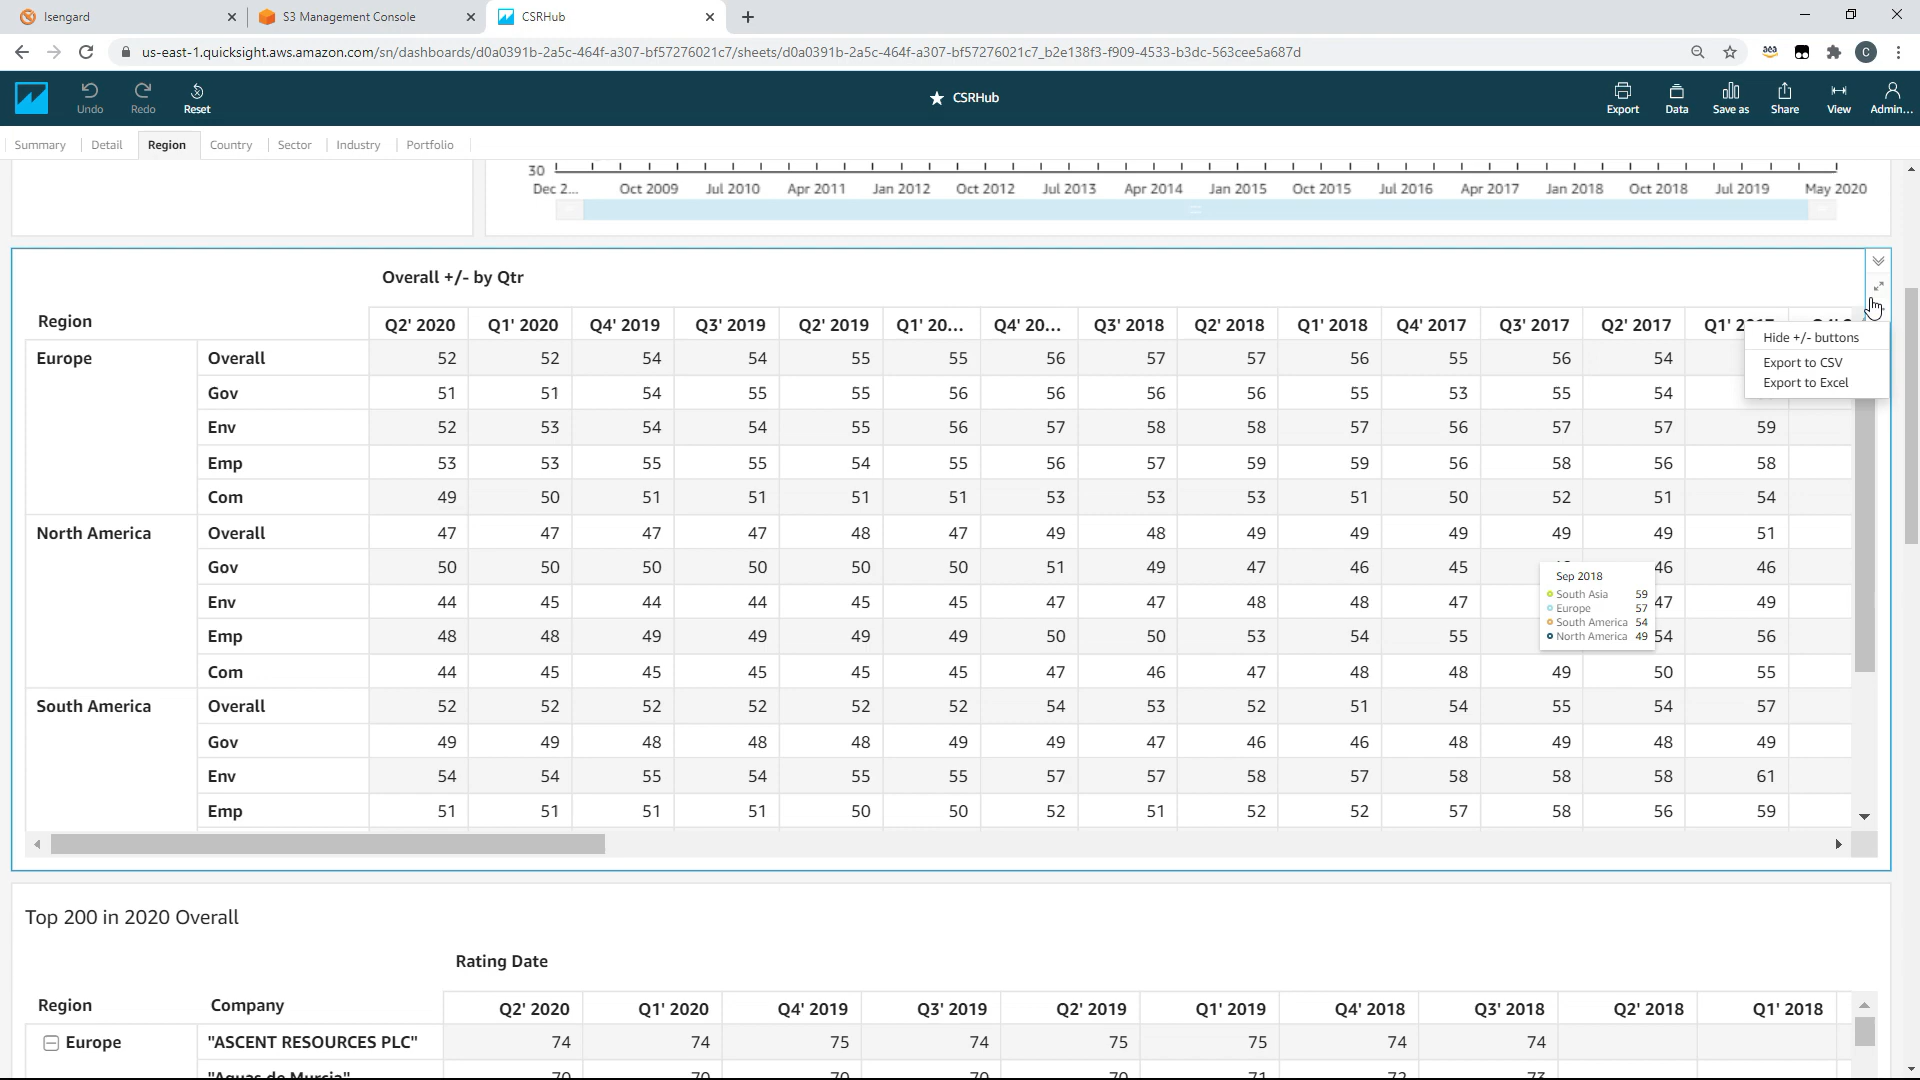 Isengard
S3 Management Console
CSRHub
us-east-1.quicksight.aws.amazon.com/sn/dashboards/d0a0391b-2a5c-464f-a307-bf57276021c7/sheets/d0a0391b-2a5c-464f-a307-bf57276021c7_b2e138f3-f909-4533-b3dc-563cee5a687d
aea
C
Undo Redo Reset
CSRHub
Export Data Save as Share View Admin...
Summary Detail Region Country Sector Industry Portfolio
30
Dec 2... Oct 2009 Jul 2010 Apr 2011 Jan 2012 Oct 2012 Jul 2013 Apr 2014 Jan 2015 Oct 2015 Jul 2016 Apr 2017 Jan 2018 Oct 2018 Jul 2019 May 2020
Overall +/- by Qtr
Region Q2' 2020 Q1' 2020 Q4' 2019 Q3' 2019 Q2' 2019 Q1' 20... Q4' 20... Q3' 2018 Q2' 2018 Q1' 2018 Q4' 2017 Q3' 2017 Q2' 2017
Hide +/- buttons
Export to CSV
Export to Excel
Europe Overall 52 52 54 54 55 55 56 57 57 56 55 56 54
Gov 51 51 54 55 55 56 56 56 56 55 53 55 54
Env 52 53 54 54 55 56 57 58 58 57 56 57 57 59
Emp 53 53 55 55 54 55 56 57 59 59 56 58 56 58
Com 49 50 51 51 51 51 53 53 53 51 50 52 51 54
North America Overall 47 47 47 47 48 47 49 48 49 49 49 49 49 51
Gov 50 50 50 50 50 50 51 49 47 46 45 46 46
Env 44 45 44 44 45 45 47 47 48 48 47 47 49
Emp 48 48 49 49 49 49 50 50 53 54 55 54 56
Com 44 45 45 45 45 45 47 46 47 48 48 49 50 55
Sep 2018
South Asia 59
Europe 57
South America 54
North America 49
South America Overall 52 52 52 52 52 52 54 53 52 51 54 55 54 57
Gov 49 49 48 48 48 49 49 47 46 46 48 49 48 49
Env 54 54 55 54 55 55 57 57 58 57 58 58 58 61
Emp 51 51 51 51 50 50 52 51 52 52 57 58 56 59
Top 200 in 2020 Overall
Rating Date
Region Company Q2' 2020 Q1' 2020 Q4' 2019 Q3' 2019 Q2' 2019 Q1' 2019 Q4' 2018 Q3' 2018 Q2' 2018 Q1' 2018
Europe "ASCENT RESOURCES PLC" 74 74 75 74 75 75 74 74
"Aguas de Murcia" 70 70 70 70 70 71 72 73